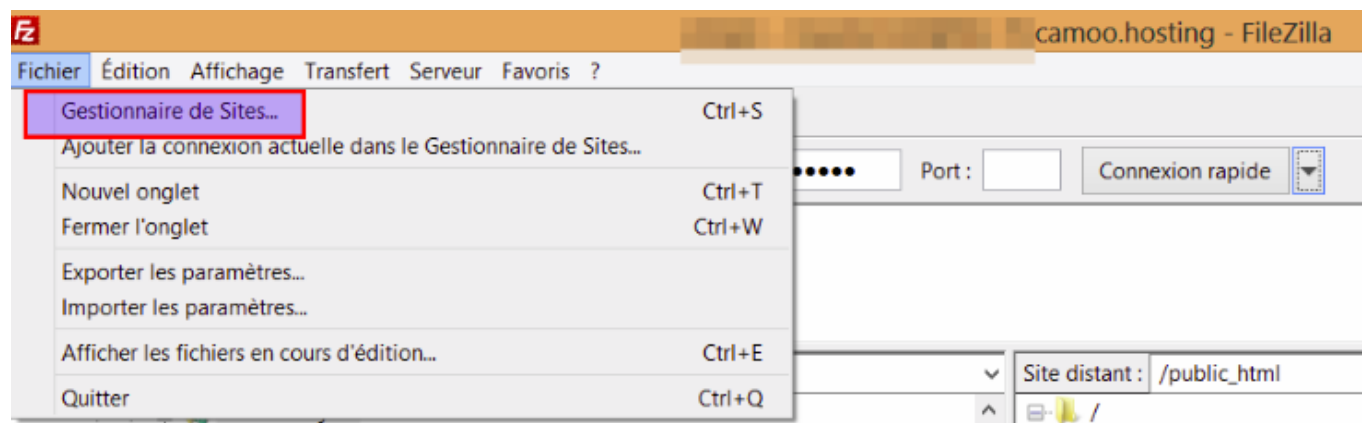 camoo.hosting - FileZilla
Fichier Édition Affichage Transfert Serveur Favoris ?
Gestionnaire de Sites... Ctrl+S
Ajouter la connexion actuelle dans le Gestionnaire de Sites...
Port : Connexion rapide
Nouvel onglet Ctrl+T
Fermer l'onglet Ctrl+W
Exporter les paramètres...
Importer les paramètres...
Afficher les fichiers en cours d'édition... Ctrl+E
Site distant : /public_html
Quitter Ctrl+Q
/